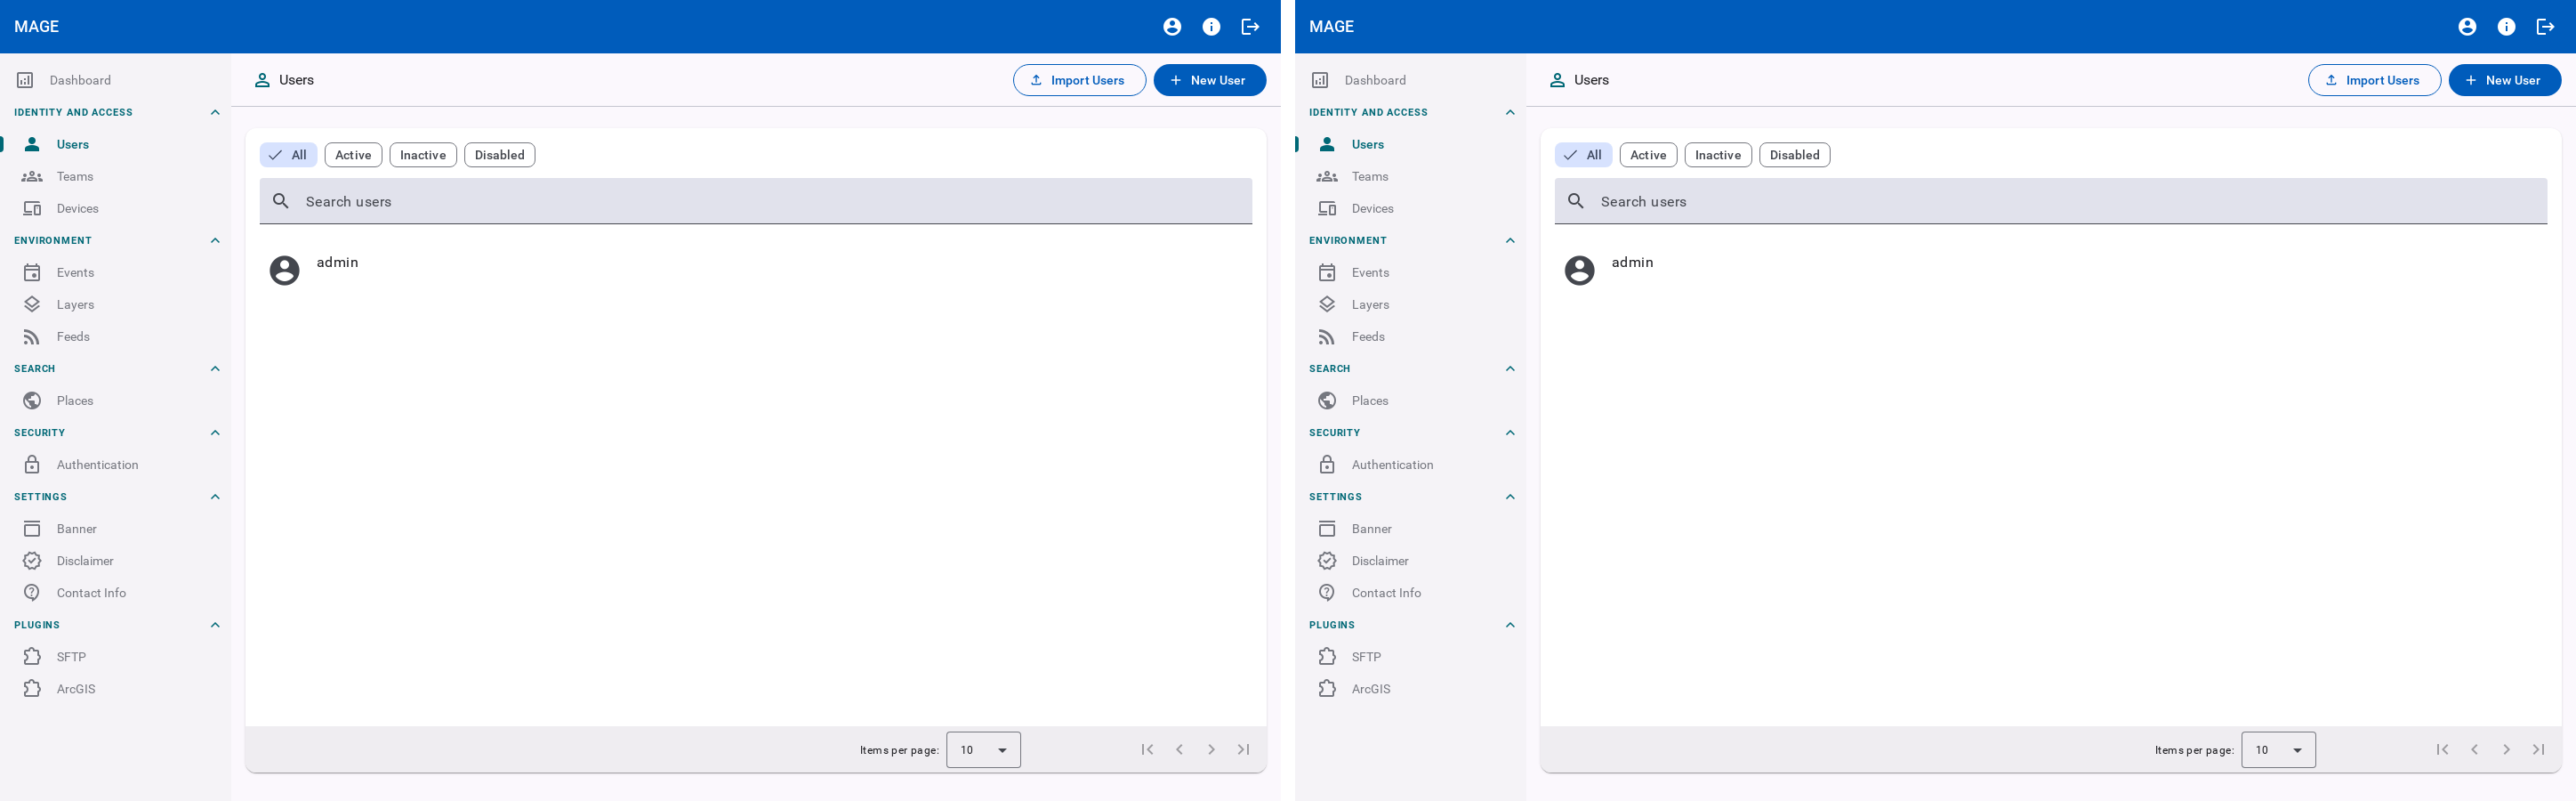 MAGE
Dashboard
IDENTITY AND ACCESS
Users
Teams
Devices
ENVIRONMENT
Events
Layers
Feeds
SEARCH
Places
SECURITY
Authentication
SETTINGS
Banner
Disclaimer
Contact Info
PLUGINS
SFTP
ArcGIS
Users
Import Users
New User
All Active Inactive Disabled
Search users
admin
Items per page: 10
MAGE
Dashboard
IDENTITY AND ACCESS
Users
Teams
Devices
ENVIRONMENT
Events
Layers
Feeds
SEARCH
Places
SECURITY
Authentication
SETTINGS
Banner
Disclaimer
Contact Info
PLUGINS
SFTP
ArcGIS
Users
Import Users
New User
All Active Inactive Disabled
Search users
admin
Items per page: 10